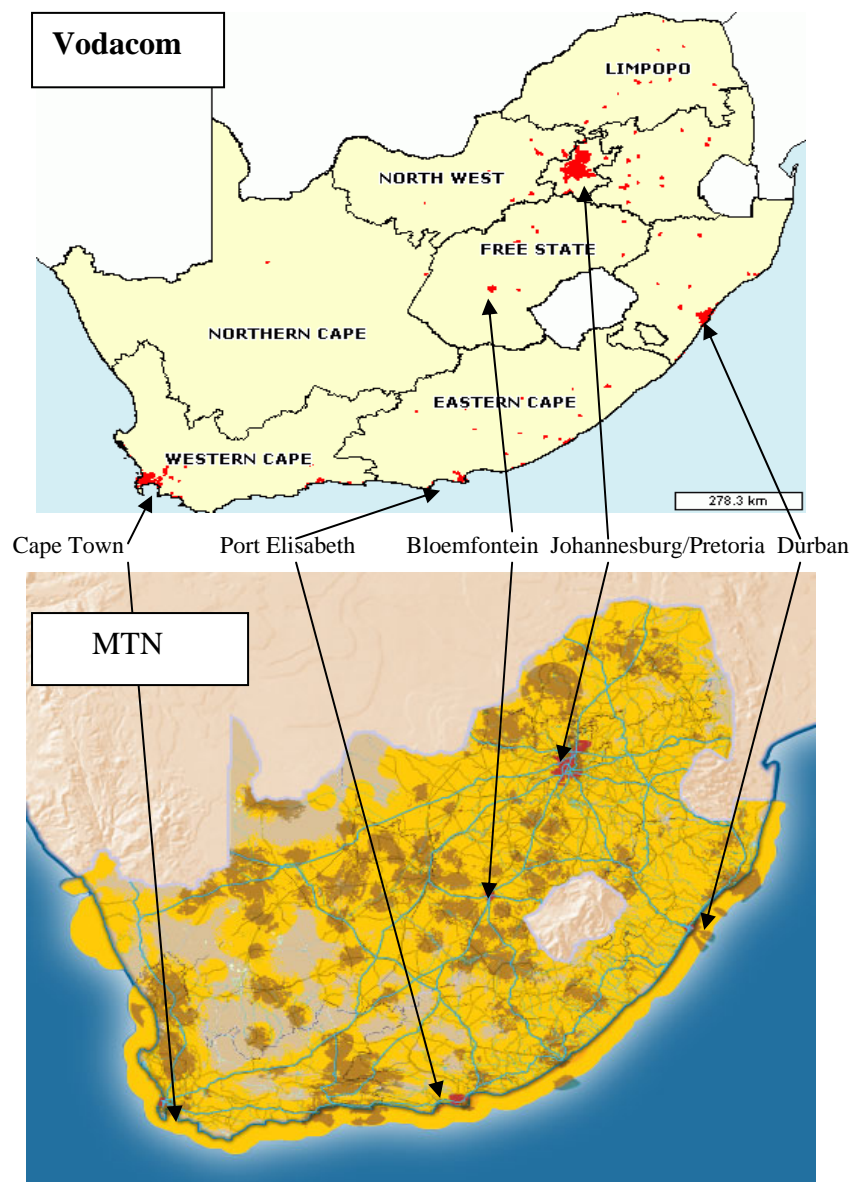 Vodacom
LIMPOPO
NORTH WEST
FREE STATE
NORTHERN CAPE
EASTERN CAPE
WESTERN CAPE
278.3 km
Cape Town Port Elisabeth Bloemfontein Johannesburg/Pretoria Durban
MTN